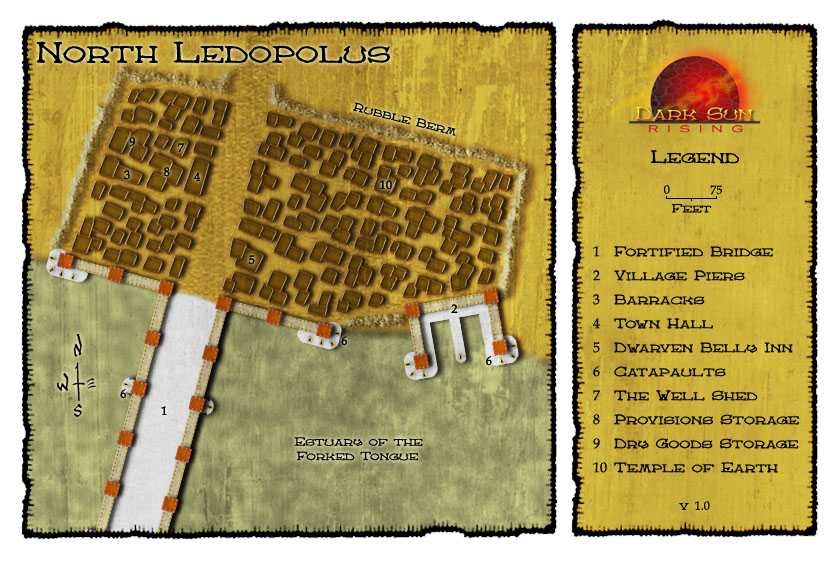 North Ledopolus
Rubble Berm
9
7
3
8
4
10
5
2
6
6
6
1
N
W
E
S
Estuary of the
Forked Tongue
Dark Sun
RISING
Legend
0 75
Feet
1 Fortified Bridge
2 Village Piers
3 Barracks
4 Town Hall
5 Dwarven Belly Inn
6 Catapaults
7 The Well Shed
8 Provisions Storage
9 Dry Goods Storage
10 Temple of Earth
v 1.0